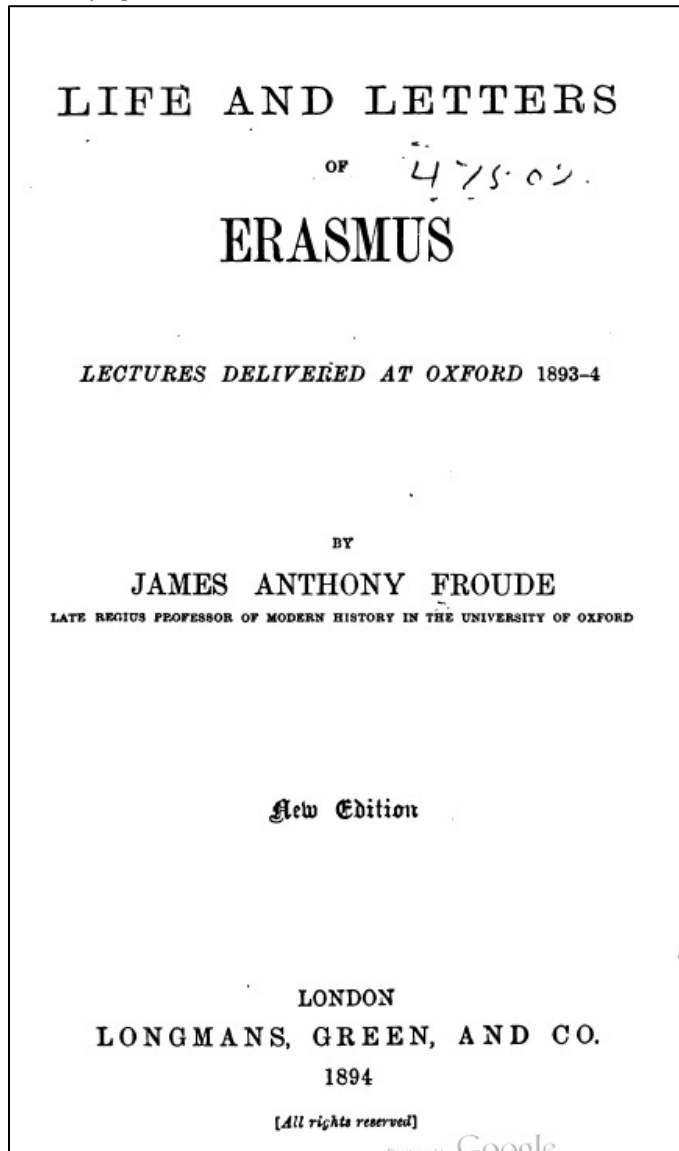 LIFE AND LETTERS
OF
ERASMUS
LECTURES DELIVERED AT OXFORD 1893–4
BY
JAMES ANTHONY FROUDE
LATE REGIUS PROFESSOR OF MODERN HISTORY IN THE UNIVERSITY OF OXFORD
New Edition
LONDON
LONGMANS, GREEN, AND CO.
1894
[All rights reserved]
Google